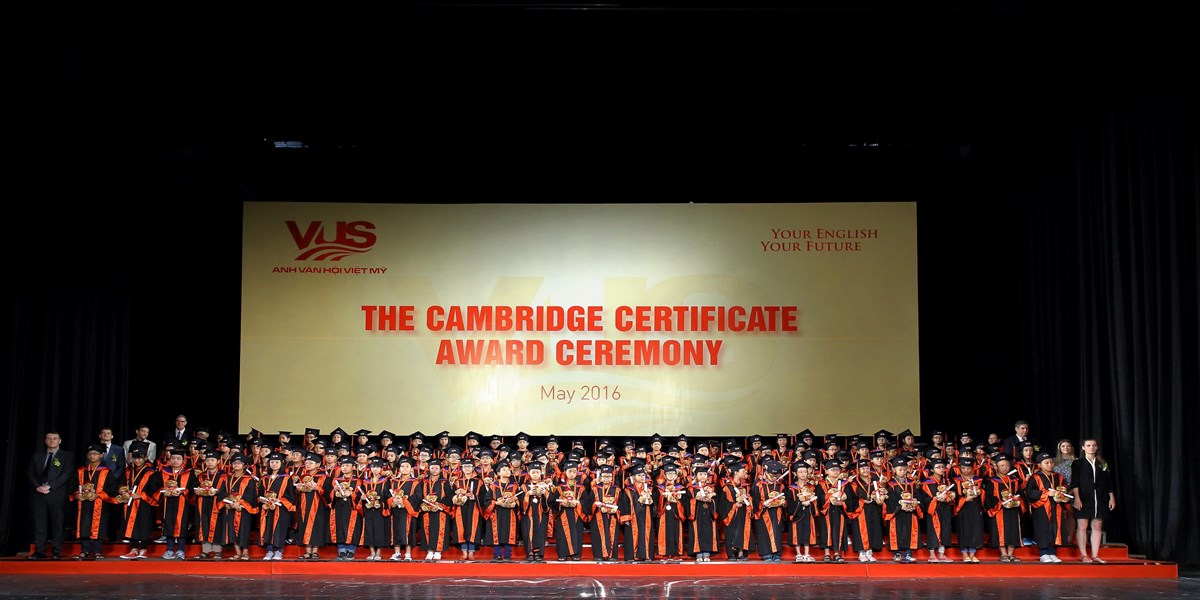 VUS
ANH VĂN HỘI VIỆT MỸ
YOUR ENGLISH
YOUR FUTURE
THE CAMBRIDGE CERTIFICATE
AWARD CEREMONY
May 2016